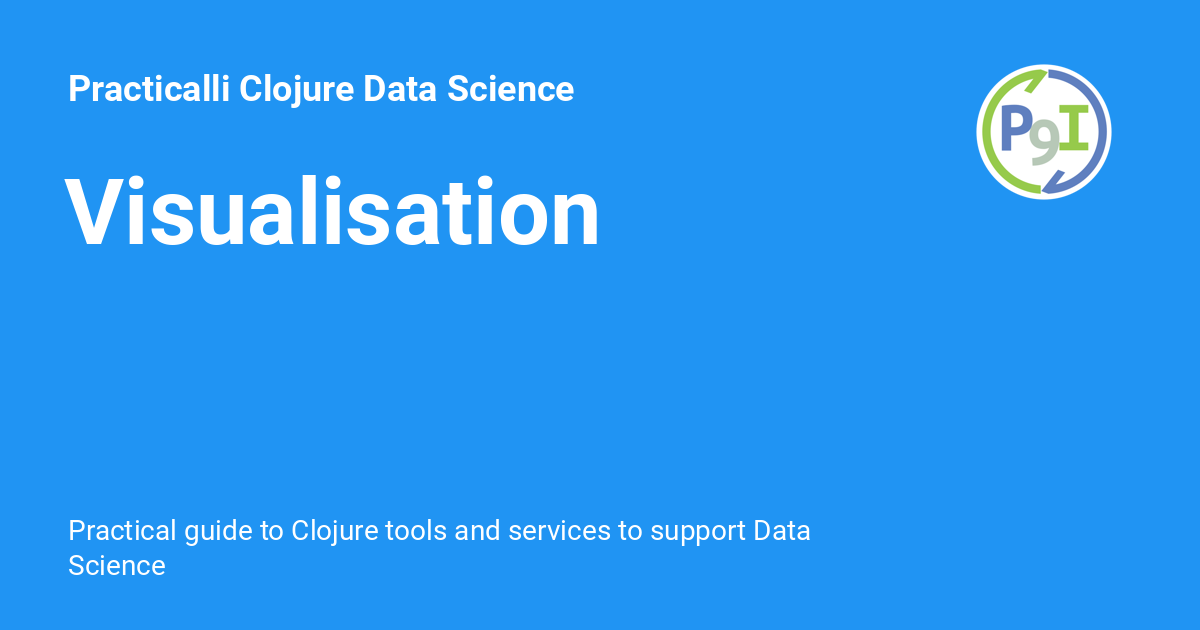 Practicalli Clojure Data Science
Visualisation
P9I
Practical guide to Clojure tools and services to support Data
Science